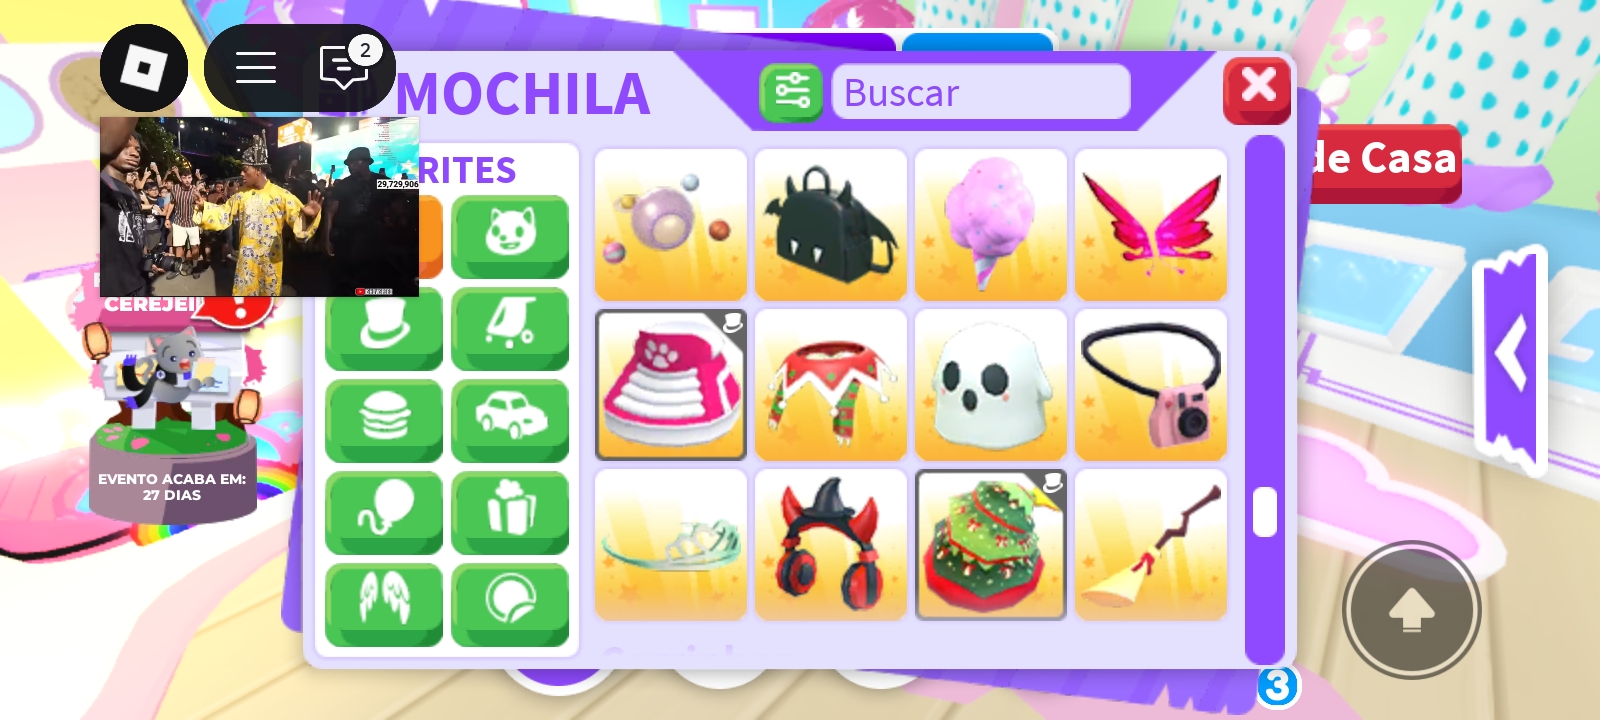 2
MOCHILA
Buscar
RITES
29,729,906
de Casa
CEREJEI
EVENTO ACABA EM:
27 DIAS
3